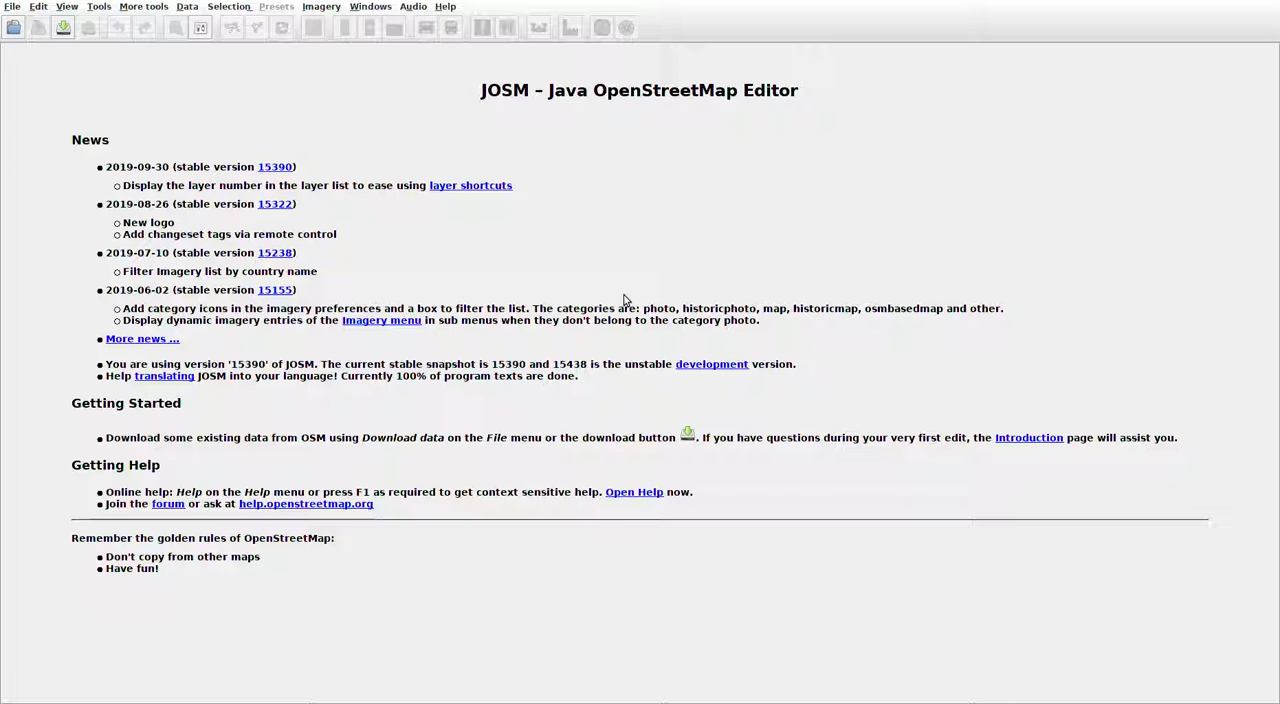 File Edit View Tools More tools Data Selection Presets Imagery Windows Audio Help
JOSM – Java OpenStreetMap Editor
News
2019-09-30 (stable version 15390)
Display the layer number in the layer list to ease using layer shortcuts
2019-08-26 (stable version 15322)
New logo
Add changeset tags via remote control
2019-07-10 (stable version 15238)
Filter Imagery list by country name
2019-06-02 (stable version 15155)
Add category icons in the imagery preferences and a box to filter the list. The categories are: photo, historicphoto, map, historicmap, osmbasedmap and other.
Display dynamic imagery entries of the Imagery menu in sub menus when they don't belong to the category photo.
More news ...
You are using version '15390' of JOSM. The current stable snapshot is 15390 and 15438 is the unstable development version.
Help translating JOSM into your language! Currently 100% of program texts are done.
Getting Started
Download some existing data from OSM using Download data on the File menu or the download button . If you have questions during your very first edit, the Introduction page will assist you.
Getting Help
Online help: Help on the Help menu or press F1 as required to get context sensitive help. Open Help now.
Join the forum or ask at help.openstreetmap.org
Remember the golden rules of OpenStreetMap:
Don't copy from other maps
Have fun!